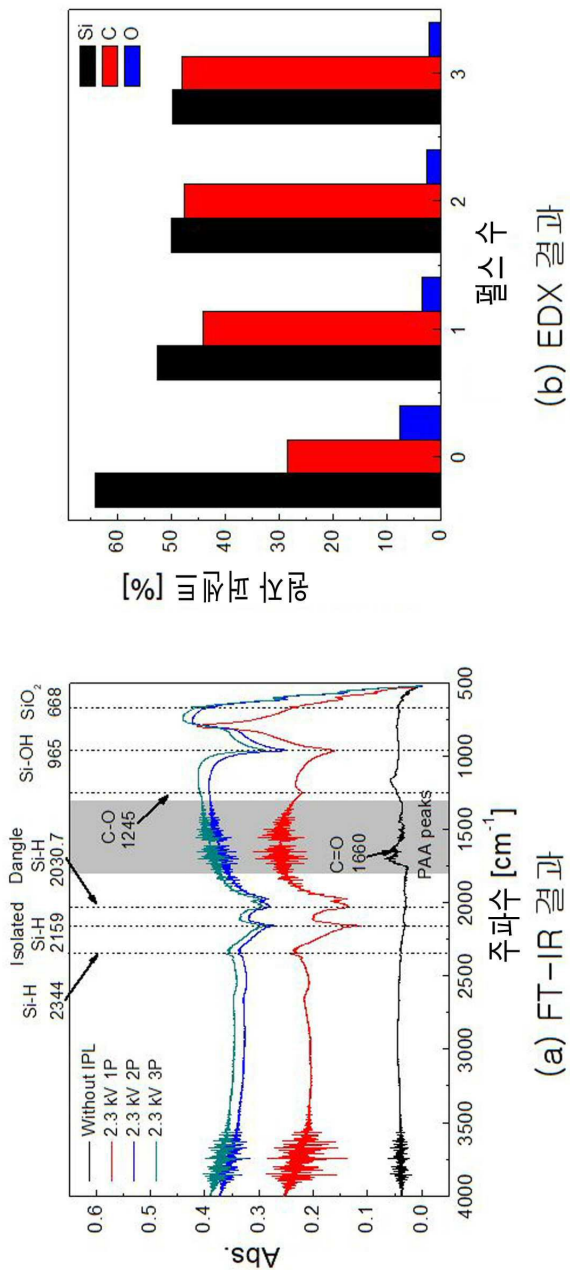 Si-H
2344
Isolated
Si-H
2159
Dangle
Si-H
2030.7
Si-OH
965
SiO2
668
C-O
1245
C=O
1660
PAA peaks
Without IPL
2.3 kV 1P
2.3 kV 2P
2.3 kV 3P
Abs.
0.6
0.5
0.4
0.3
0.2
0.1
0.0
4000 3500 3000 2500 2000 1500 1000 500
주파수 [cm-1]
(a) FT-IR 결과
Si
C
O
원자 퍼센트 [%]
60
50
40
30
20
10
0
0 1 2 3
펄스 수
(b) EDX 결과